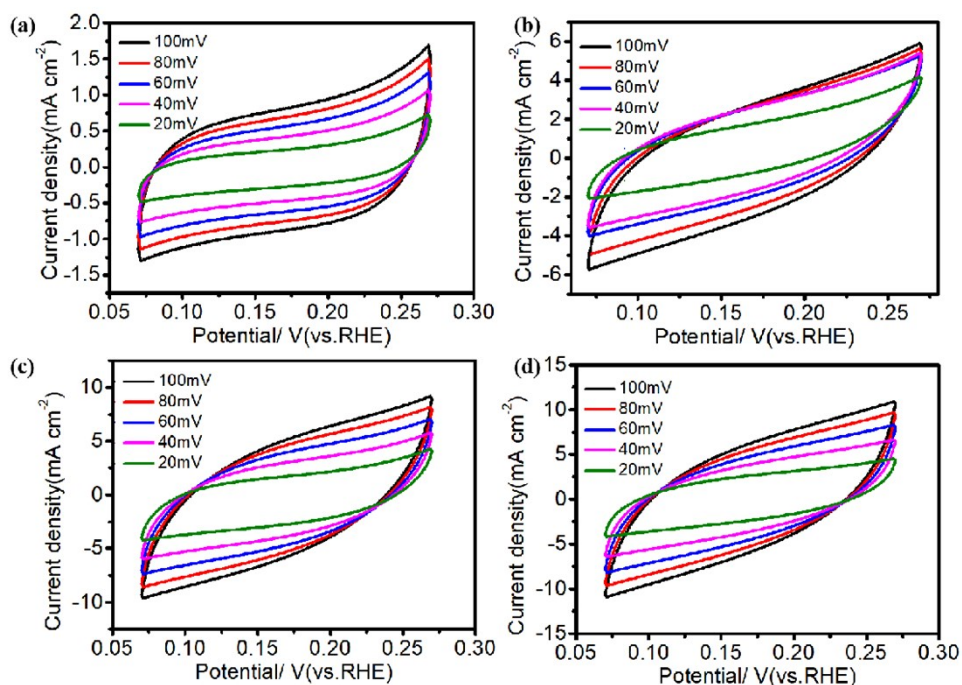 (a)
2.0
1.5
1.0
0.5
0.0
-0.5
-1.0
-1.5
Current density(mA cm-2)
100mV
80mV
60mV
40mV
20mV
0.05 0.10 0.15 0.20 0.25 0.30
Potential/ V(vs.RHE)
(b)
6
4
2
0
-2
-4
-6
Current density(mA cm-2)
100mV
80mV
60mV
40mV
20mV
0.10 0.15 0.20 0.25
Potential/ V(vs.RHE)
(c)
10
5
0
-5
-10
Current density(mA cm-2)
100mV
80mV
60mV
40mV
20mV
0.05 0.10 0.15 0.20 0.25 0.30
Potential/ V(vs.RHE)
(d)
15
10
5
0
-5
-10
-15
Current density(mA cm-2)
100mV
80mV
60mV
40mV
20mV
0.05 0.10 0.15 0.20 0.25 0.30
Potential/ V(vs.RHE)